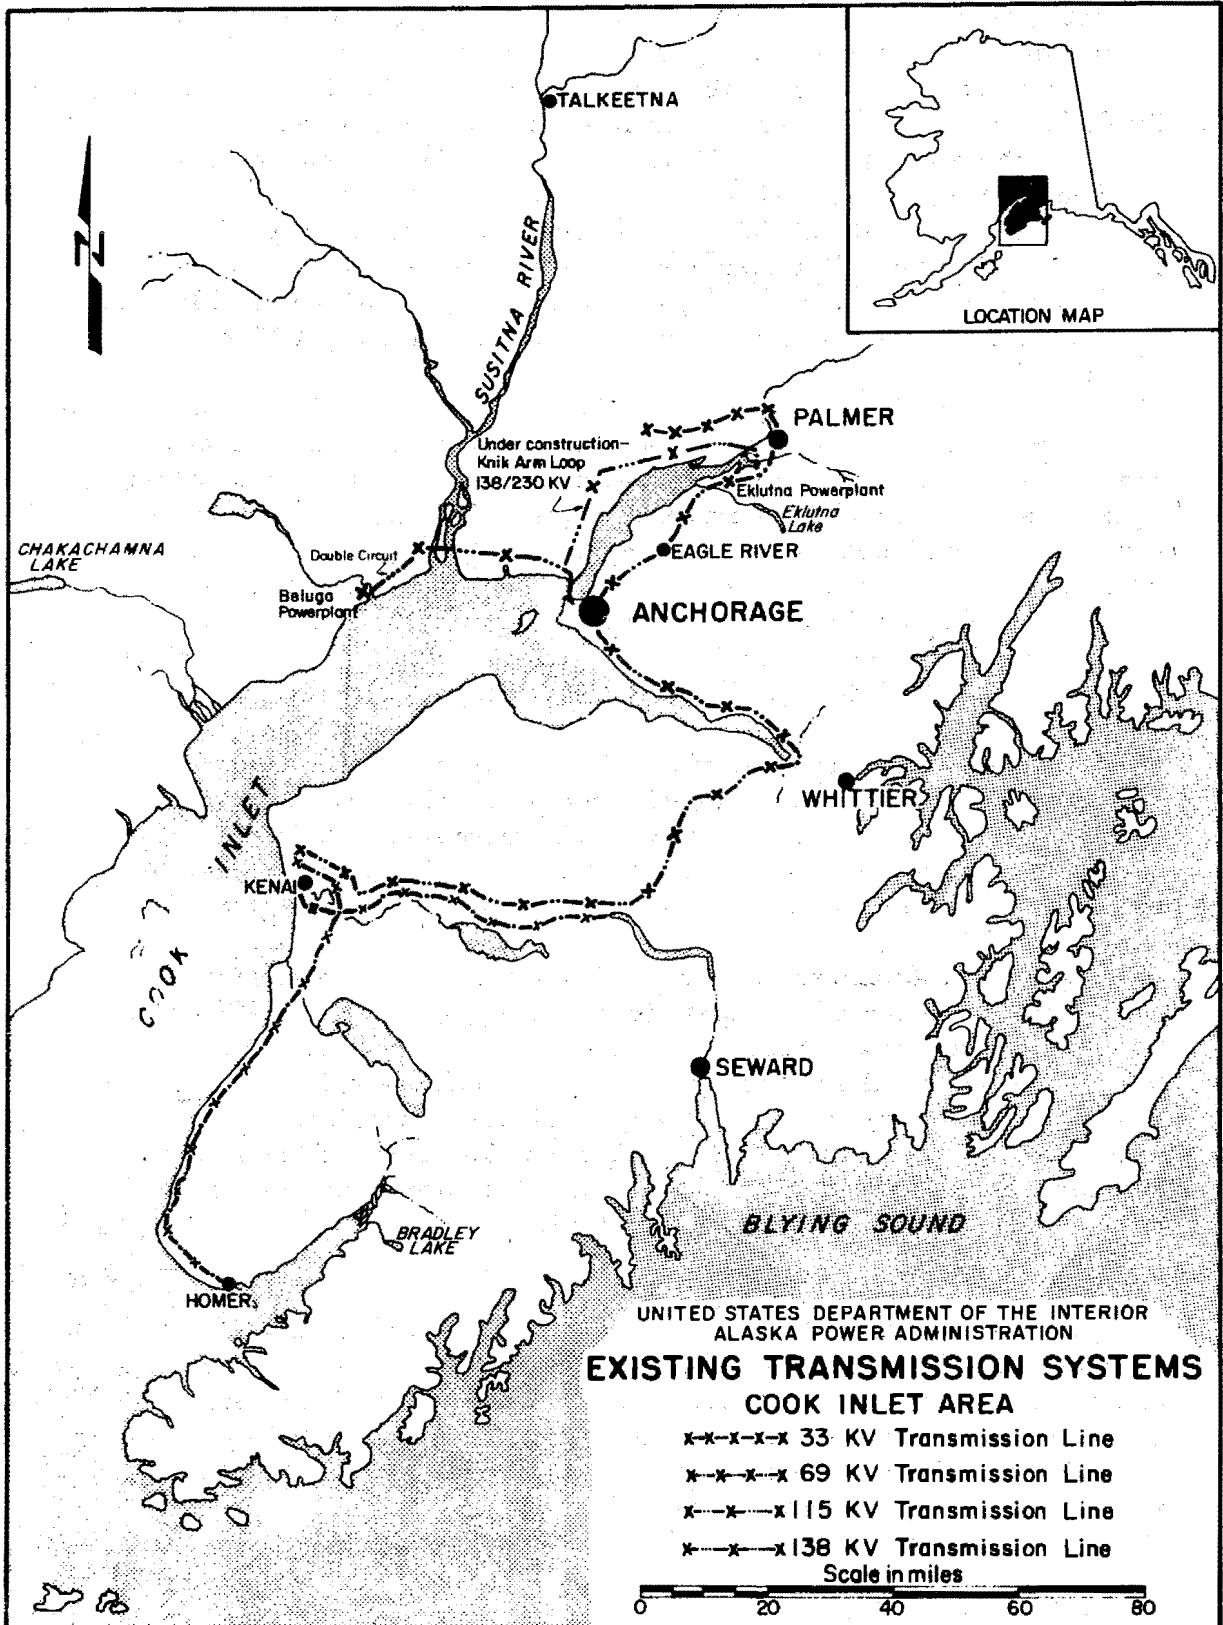 TALKEETNA
LOCATION MAP
N
SUSITNA RIVER
PALMER
Under construction-
Knik Arm Loop
138/230 KV
Eklutna Powerplant
Eklutna
Lake
CHAKACHAMNA
LAKE
Double Circuit
EAGLE RIVER
Beluga
Powerplant
ANCHORAGE
WHITTIER
COOK INLET
KENAI
SEWARD
BRADLEY
LAKE
BLYING SOUND
HOMER
UNITED STATES DEPARTMENT OF THE INTERIOR
ALASKA POWER ADMINISTRATION
EXISTING TRANSMISSION SYSTEMS
COOK INLET AREA
x-x-x-x-x 33 KV Transmission Line
x--x--x--x 69 KV Transmission Line
x---x---x 115 KV Transmission Line
x----x----x 138 KV Transmission Line
Scale in miles
0 20 40 60 80